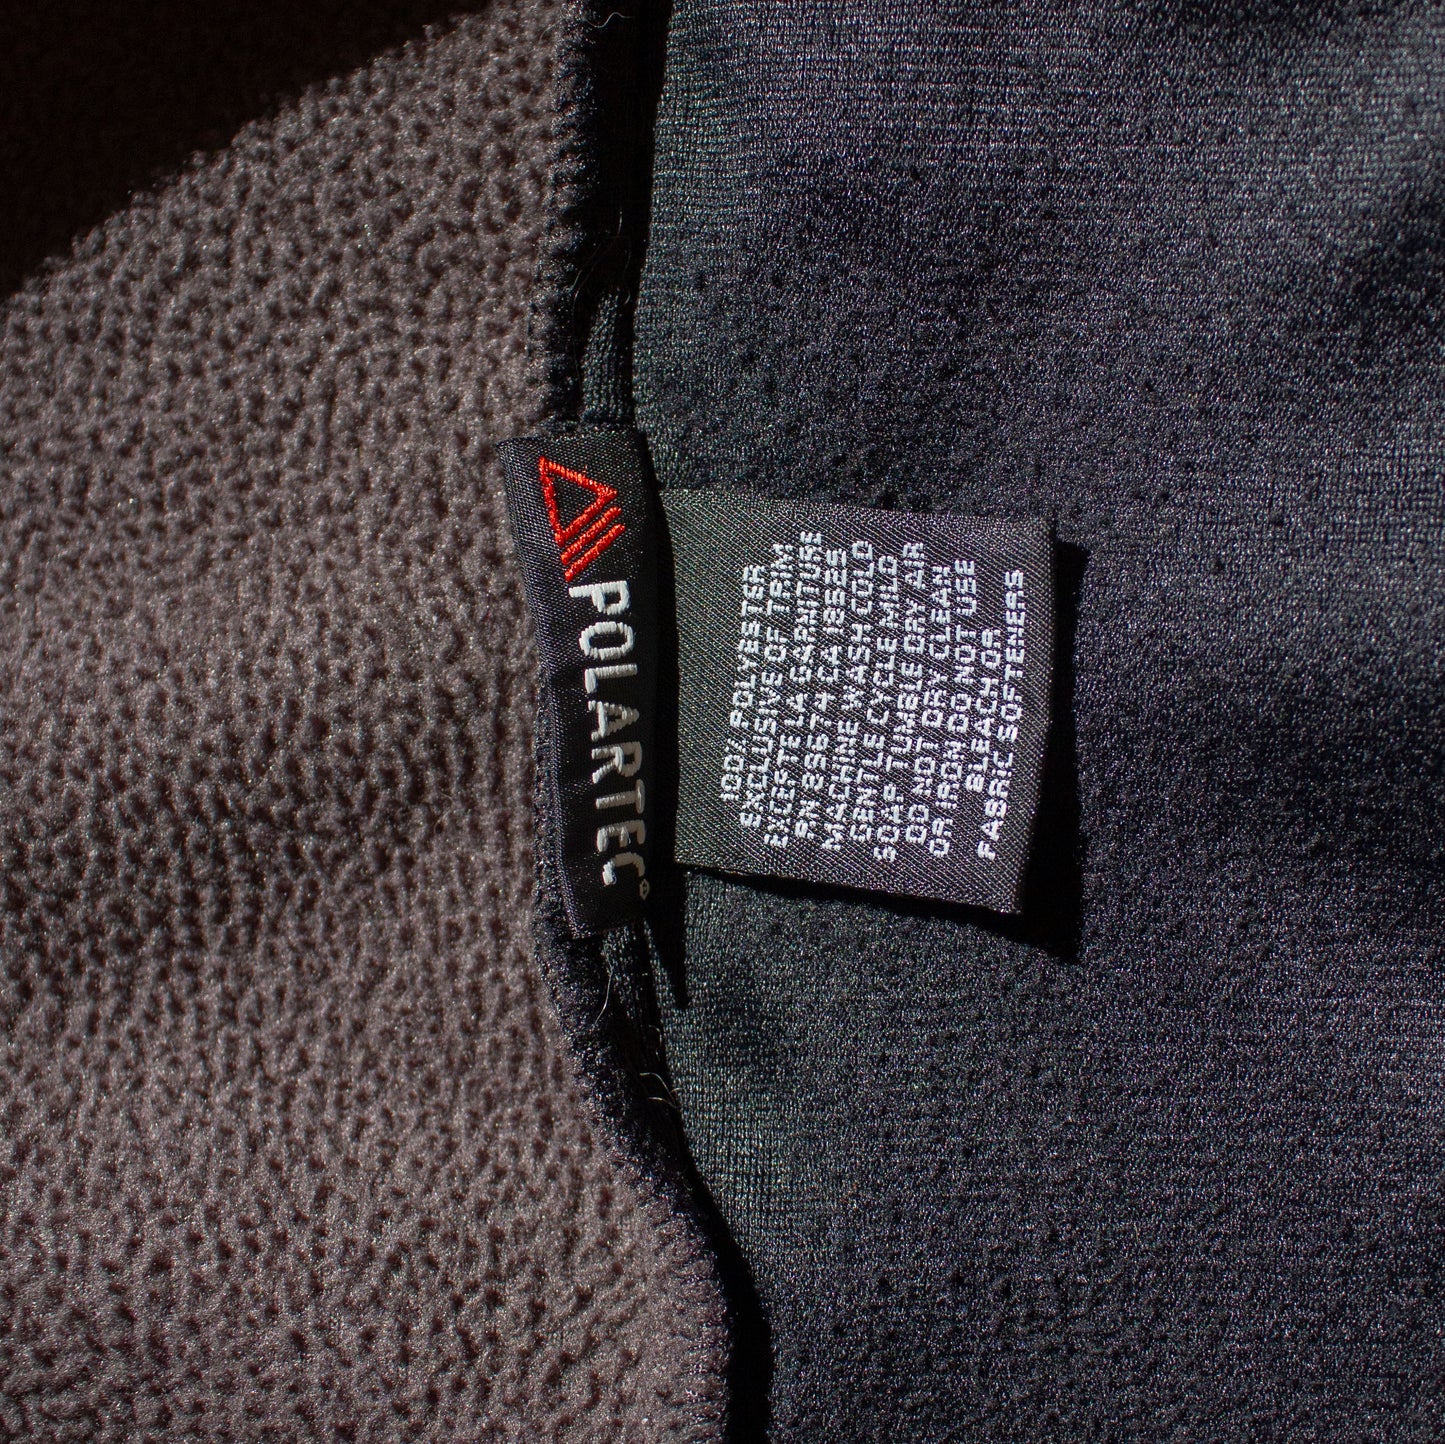 POLARTEC®
100% POLYESTER
EXCLUSIVE OF TRIM
EXCEPTE LA GARNITURE
RN 25674 CA 18525
MACHINE WASH COLD
GENTLE CYCLE MILD
SOAP TUMBLE DRY AIR
DO NOT DRY CLEAN
OR IRON DO NOT USE
BLEACH OR
FABRIC SOFTENERS